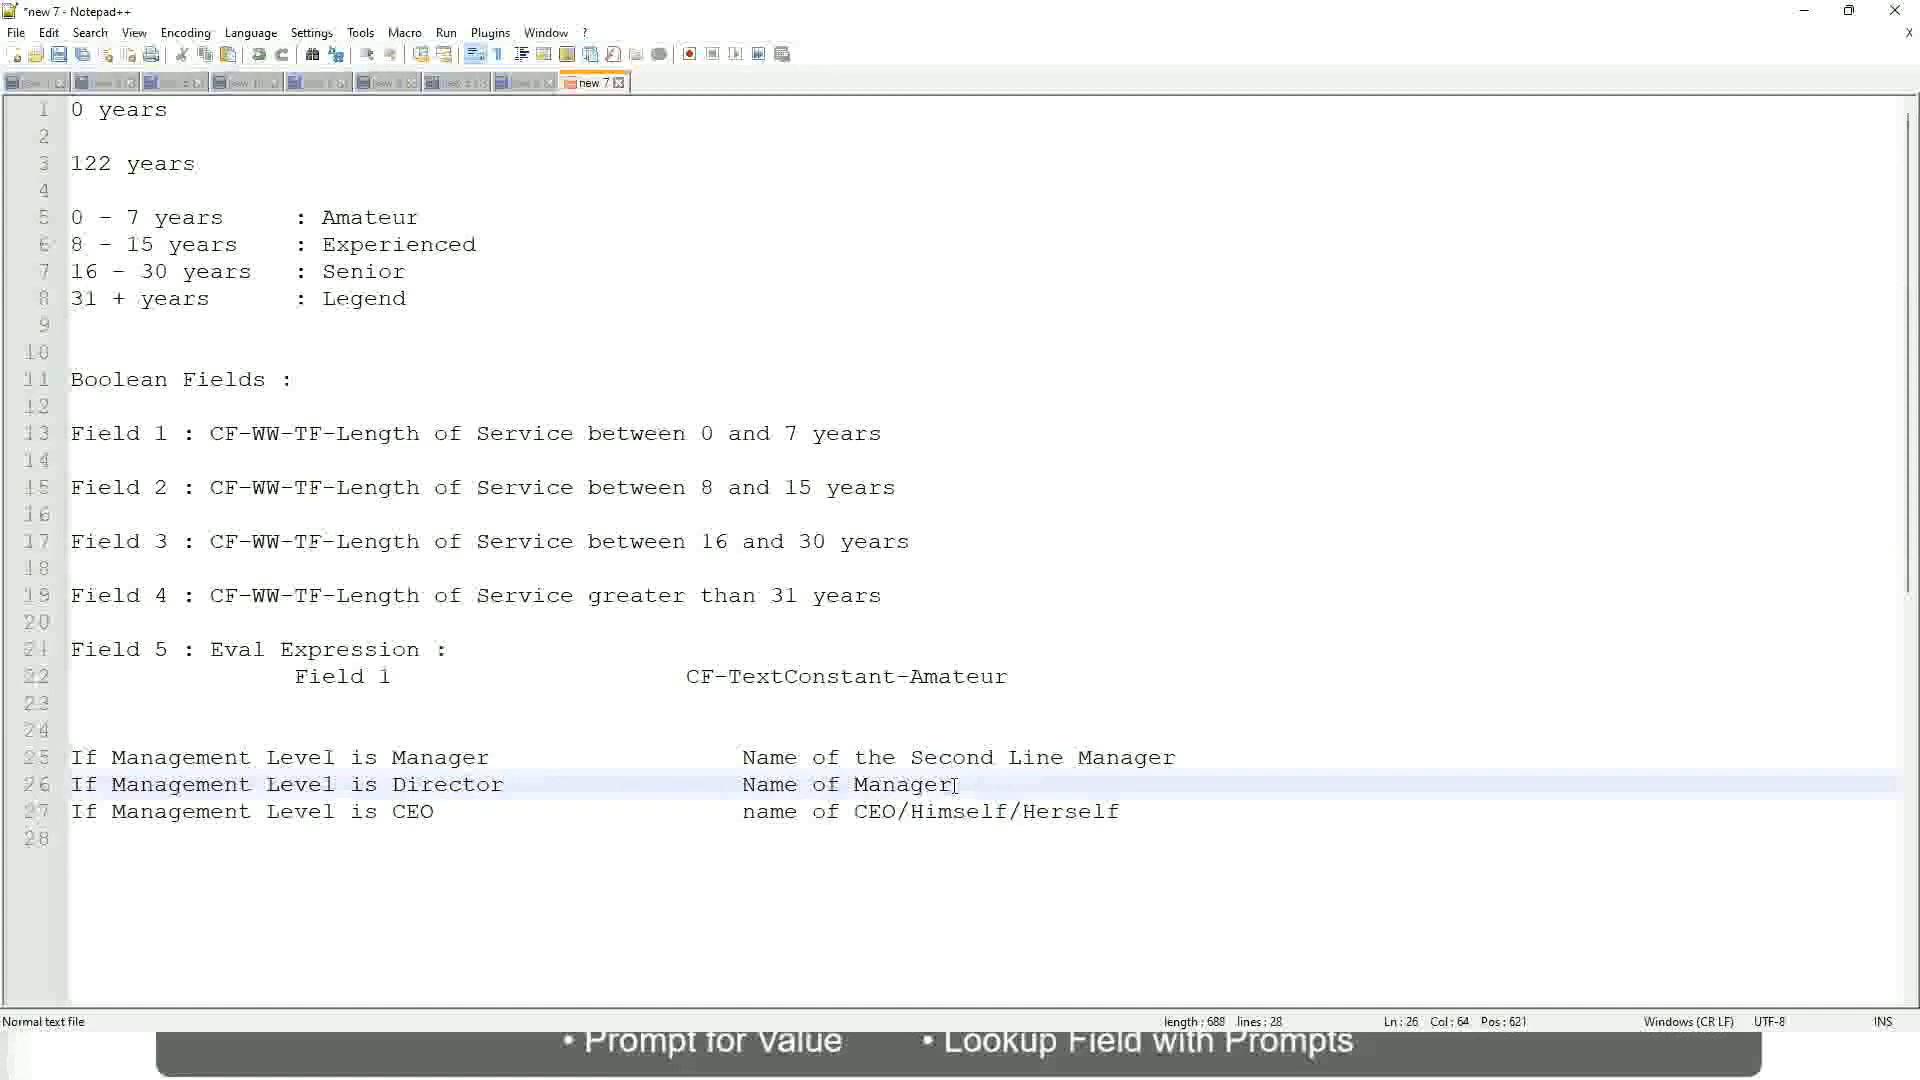 *new 7 - Notepad++
File Edit Search View Encoding Language Settings Tools Macro Run Plugins Window ? X
new 7
1 0 years
2
3 122 years
4
5 0 - 7 years : Amateur
6 8 - 15 years : Experienced
7 16 - 30 years : Senior
8 31 + years : Legend
9
10
11 Boolean Fields :
12
13 Field 1 : CF-WW-TF-Length of Service between 0 and 7 years
14
15 Field 2 : CF-WW-TF-Length of Service between 8 and 15 years
16
17 Field 3 : CF-WW-TF-Length of Service between 16 and 30 years
18
19 Field 4 : CF-WW-TF-Length of Service greater than 31 years
20
21 Field 5 : Eval Expression :
22 Field 1 CF-TextConstant-Amateur
23
24
25 If Management Level is Manager Name of the Second Line Manager
26 If Management Level is Director Name of Manager
27 If Management Level is CEO name of CEO/Himself/Herself
28
Normal text file length : 688 lines : 28 Ln : 26 Col : 64 Pos : 621 Windows (CR LF) UTF-8 INS
• Prompt for Value • Lookup Field with Prompts